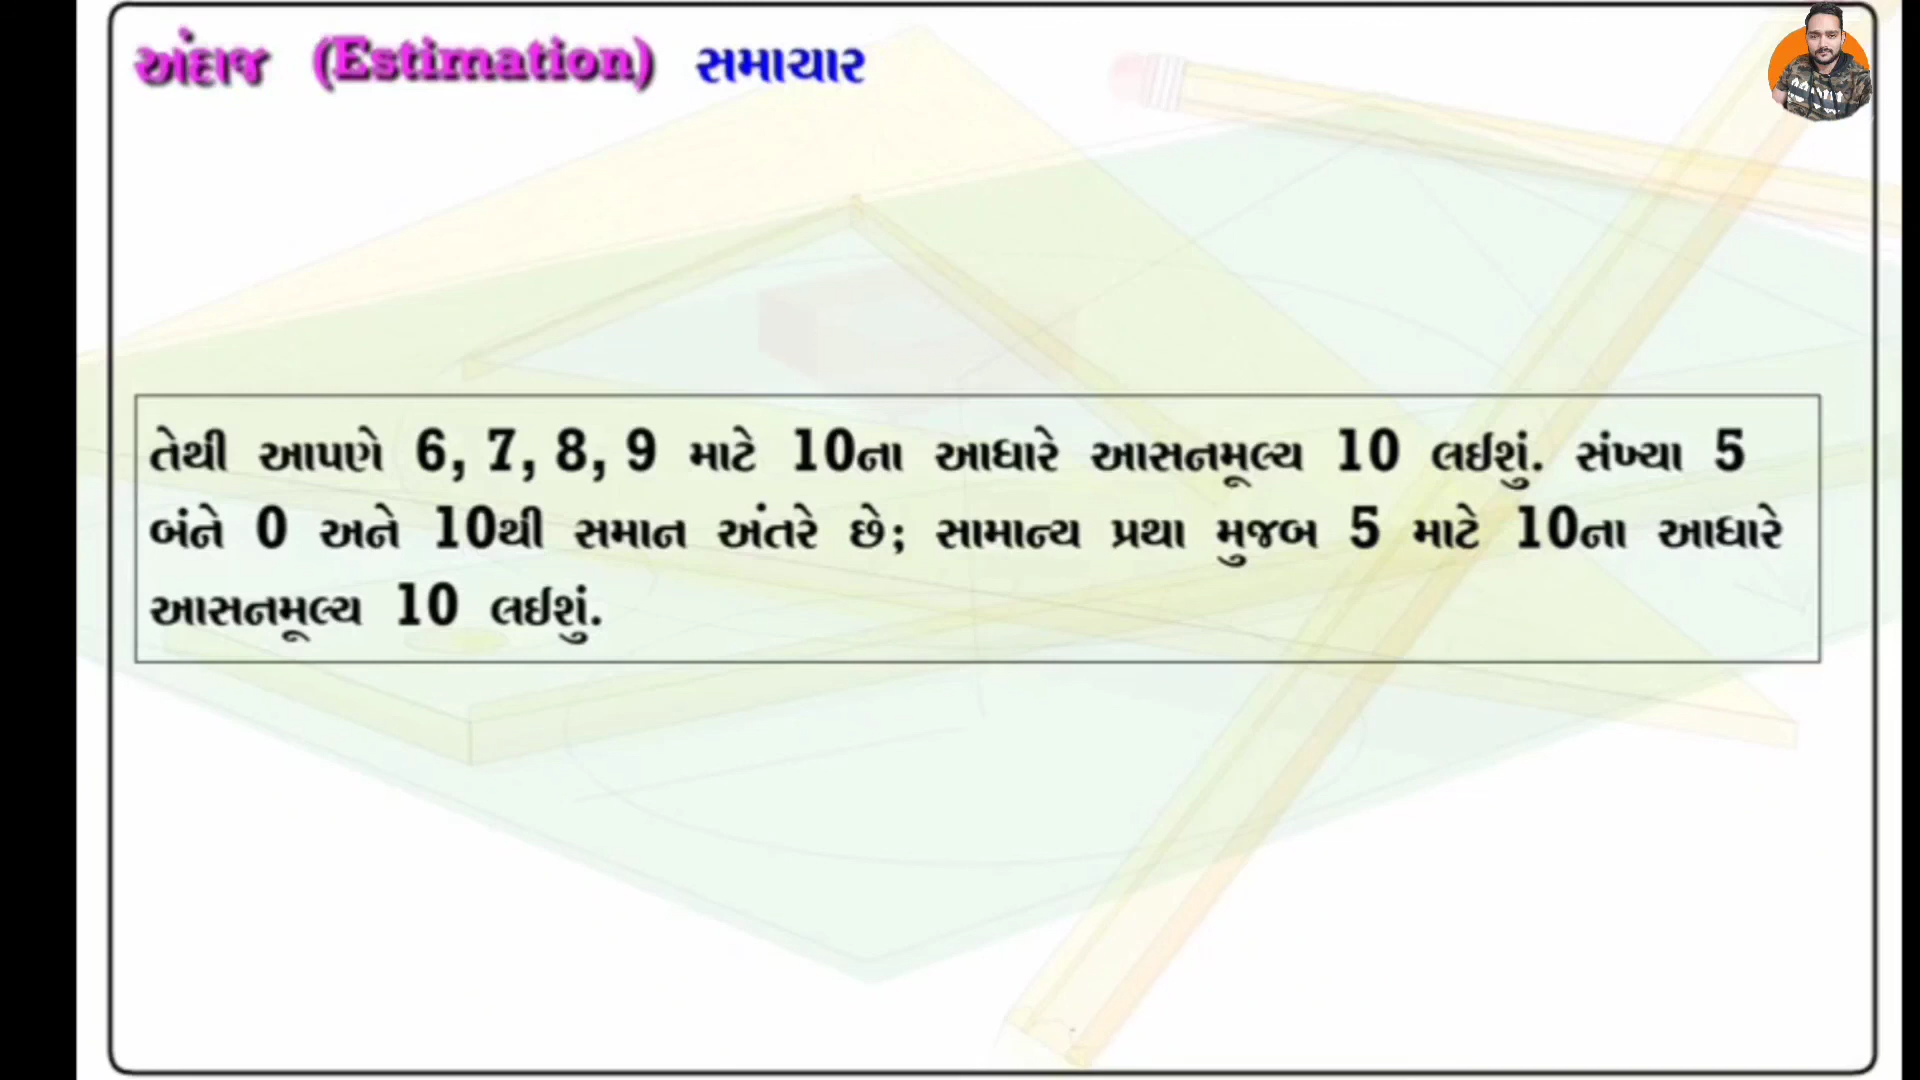 અંદાજ (Estimation) સમાચાર
તેથી આપણે 6, 7, 8, 9 માટે 10ના આધારે આસનમૂલ્ય 10 લઈશું. સંખ્યા 5
બંને 0 અને 10થી સમાન અંતરે છે; સામાન્ય પ્રથા મુજબ 5 માટે 10ના આધારે
આસનમૂલ્ય 10 લઈશું.